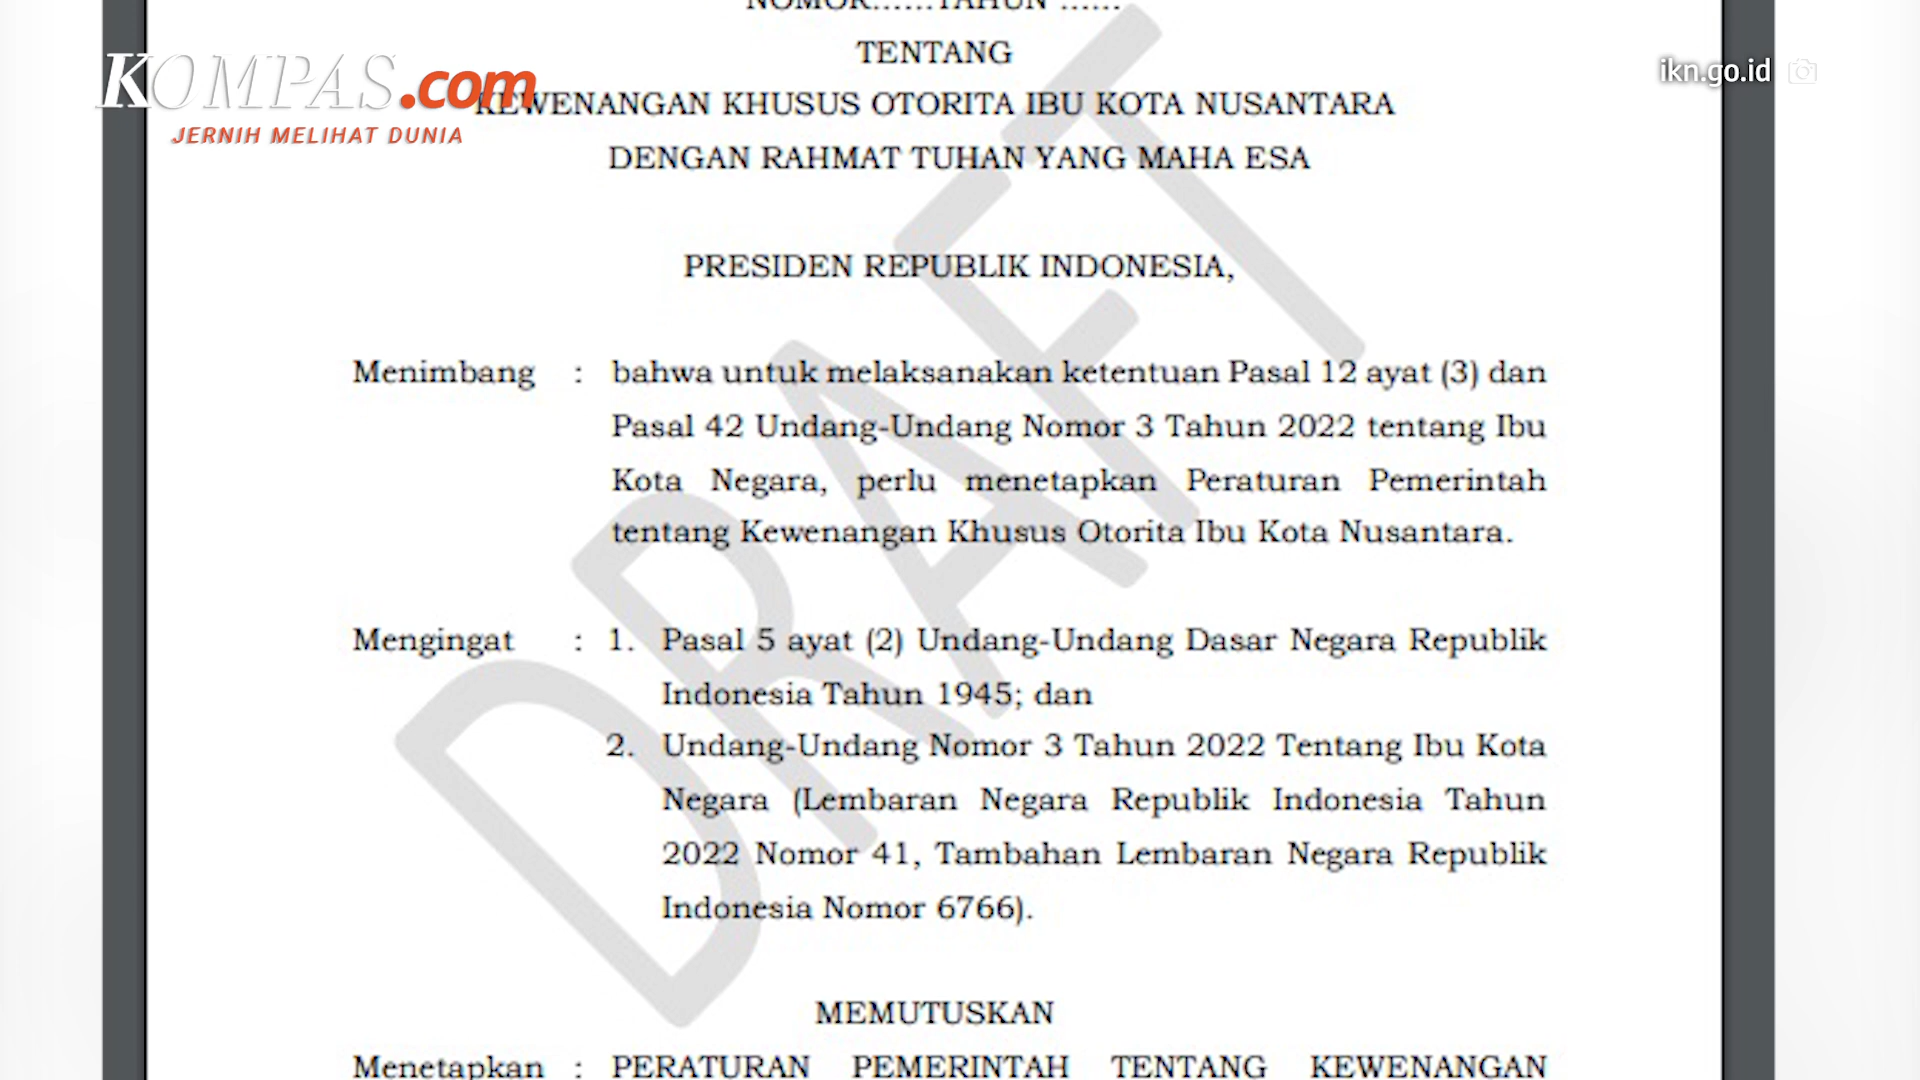 NOMOR......TAHUN ......
TENTANG
KEWENANGAN KHUSUS OTORITA IBU KOTA NUSANTARA
DENGAN RAHMAT TUHAN YANG MAHA ESA
KOMPAS.com
JERNIH MELIHAT DUNIA
ikn.go.id
PRESIDEN REPUBLIK INDONESIA,
Menimbang : bahwa untuk melaksanakan ketentuan Pasal 12 ayat (3) dan
Pasal 42 Undang-Undang Nomor 3 Tahun 2022 tentang Ibu
Kota Negara, perlu menetapkan Peraturan Pemerintah
tentang Kewenangan Khusus Otorita Ibu Kota Nusantara.
Mengingat : 1. Pasal 5 ayat (2) Undang-Undang Dasar Negara Republik
Indonesia Tahun 1945; dan
2. Undang-Undang Nomor 3 Tahun 2022 Tentang Ibu Kota
Negara (Lembaran Negara Republik Indonesia Tahun
2022 Nomor 41, Tambahan Lembaran Negara Republik
Indonesia Nomor 6766).
MEMUTUSKAN
Menetapkan : PERATURAN PEMERINTAH TENTANG KEWENANGAN
DRAFT